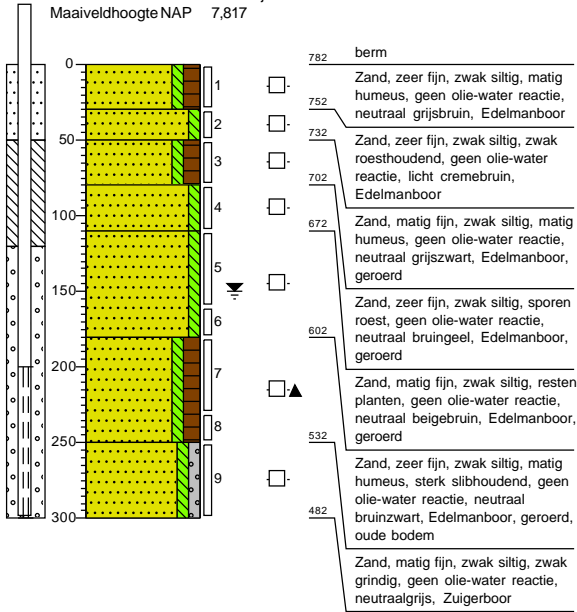 Maaiveldhoogte NAP 7,817
0
50
100
150
200
250
300
1
2
3
4
5
6
7
8
9
782 berm
Zand, zeer fijn, zwak siltig, matig
humeus, geen olie-water reactie,
neutraal grijsbruin, Edelmanboor
752
Zand, zeer fijn, zwak siltig, zwak
roesthoudend, geen olie-water
reactie, licht cremebruin,
Edelmanboor
732
Zand, matig fijn, zwak siltig, matig
humeus, geen olie-water reactie,
neutraal grijszwart, Edelmanboor,
geroerd
702
Zand, zeer fijn, zwak siltig, sporen
roest, geen olie-water reactie,
neutraal bruingeel, Edelmanboor,
geroerd
672
Zand, matig fijn, zwak siltig, resten
planten, geen olie-water reactie,
neutraal beigebruin, Edelmanboor,
geroerd
602
Zand, zeer fijn, zwak siltig, matig
humeus, sterk slibhoudend, geen
olie-water reactie, neutraal
bruinzwart, Edelmanboor, geroerd,
oude bodem
532
Zand, matig fijn, zwak siltig, zwak
grindig, geen olie-water reactie,
neutraalgrijs, Zuigerboor
482